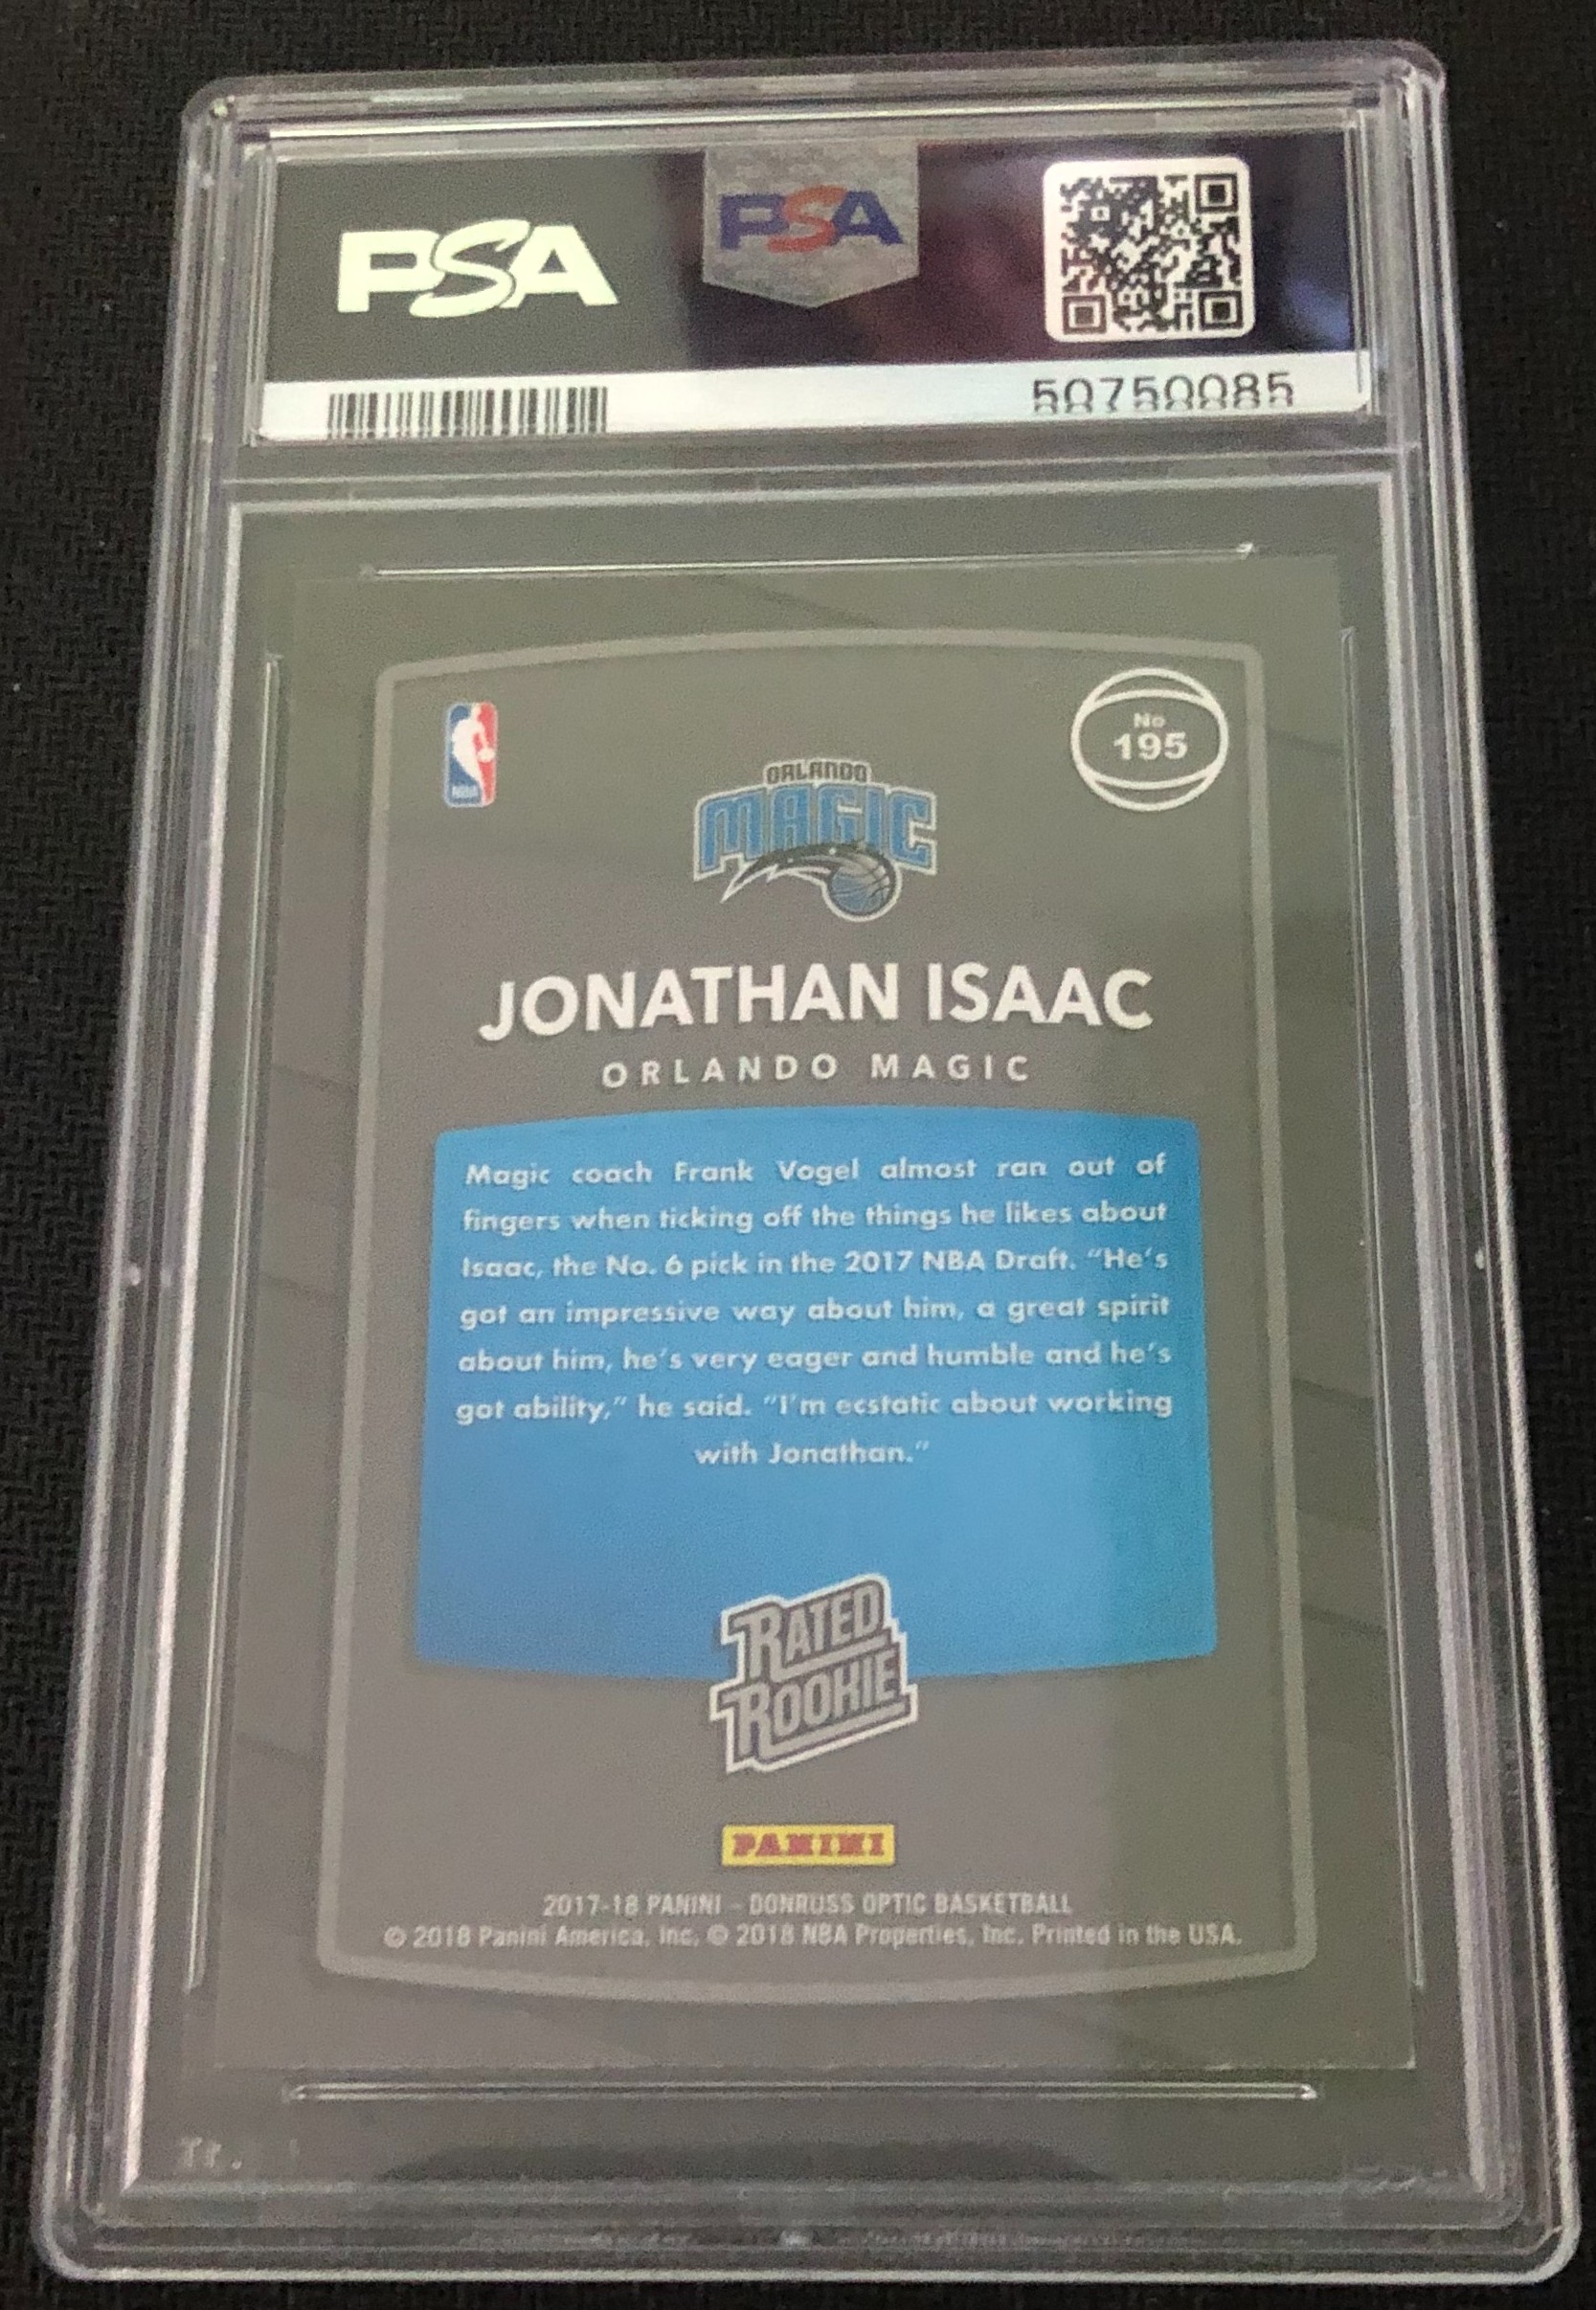 PSA
PSA
50750085
NBA
No
195
ORLANDO
MAGIC
JONATHAN ISAAC
ORLANDO MAGIC
Magic coach Frank Vogel almost ran out of
fingers when ticking off the things he likes about
Isaac, the No. 6 pick in the 2017 NBA Draft. “He’s
got an impressive way about him, a great spirit
about him, he’s very eager and humble and he’s
got ability,” he said. “I’m ecstatic about working
with Jonathan.”
RATED
ROOKIE
PANINI
2017-18 PANINI - DONRUSS OPTIC BASKETBALL
© 2018 Panini America, Inc. © 2018 NBA Properties, Inc. Printed in the USA.